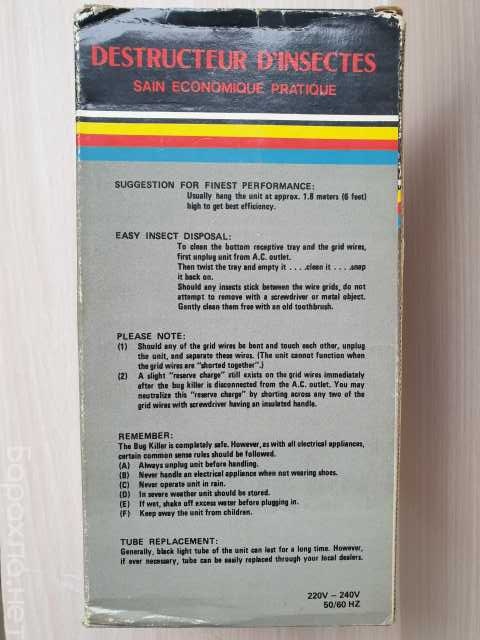 DESTRUCTEUR D'INSECTES
SAIN ECONOMIQUE PRATIQUE
SUGGESTION FOR FINEST PERFORMANCE:
Usually hang the unit at approx. 1.8 meters (6 feet)
high to get best efficiency.
EASY INSECT DISPOSAL:
To clean the bottom receptive tray and the grid wires,
first unplug unit from A.C. outlet.
Then twist the tray and empty it . . . .clean it . . . .snap
it back on.
Should any insects stick between the wire grids, do not
attempt to remove with a screwdriver or metal object.
Gently clean them free with an old toothbrush.
PLEASE NOTE:
(1) Should any of the grid wires be bent and touch each other, unplug
the unit, and separate these wires. (The unit cannot function when
the grid wires are "shorted together".)
(2) A slight "reserve charge" still exists on the grid wires immediately
after the bug killer is disconnected from the A.C. outlet. You may
neutralize this "reserve charge" by shorting across any two of the
grid wires with screwdriver having an insulated handle.
REMEMBER:
The Bug Killer is completely safe. However, as with all electrical appliances,
certain common sense rules should be followed.
(A) Always unplug unit before handling.
(B) Never handle an electrical appliance when not wearing shoes.
(C) Never operate unit in rain.
(D) In severe weather unit should be stored.
(E) If wet, shake off excess water before plugging in.
(F) Keep away the unit from children.
TUBE REPLACEMENT:
Generally, black light tube of the unit can last for a long time. However,
if ever necessary, tube can be easily replaced through your local dealers.
220V – 240V
50/60 HZ